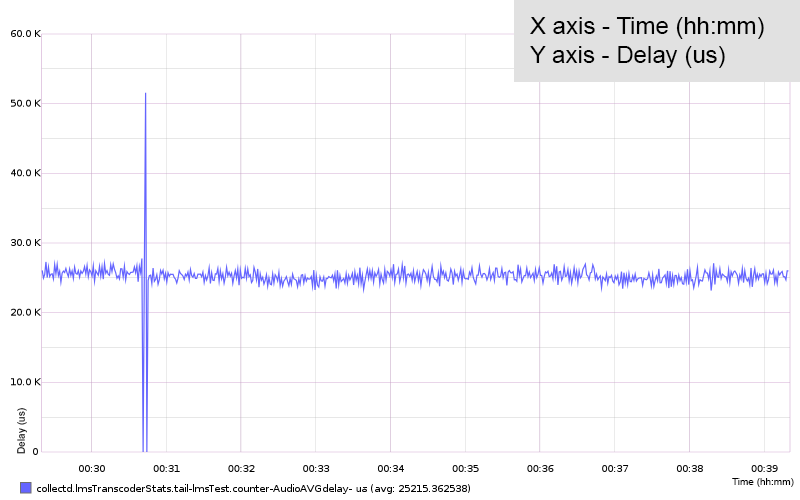 X axis - Time (hh:mm)
Y axis - Delay (us)
60.0 K
50.0 K
40.0 K
30.0 K
20.0 K
10.0 K
0
Delay (us)
00:30 00:31 00:32 00:33 00:34 00:35 00:36 00:37 00:38 00:39
Time (hh:mm)
collectd.lmsTranscoderStats.tail-lmsTest.counter-AudioAVGdelay- us (avg: 25215.362538)